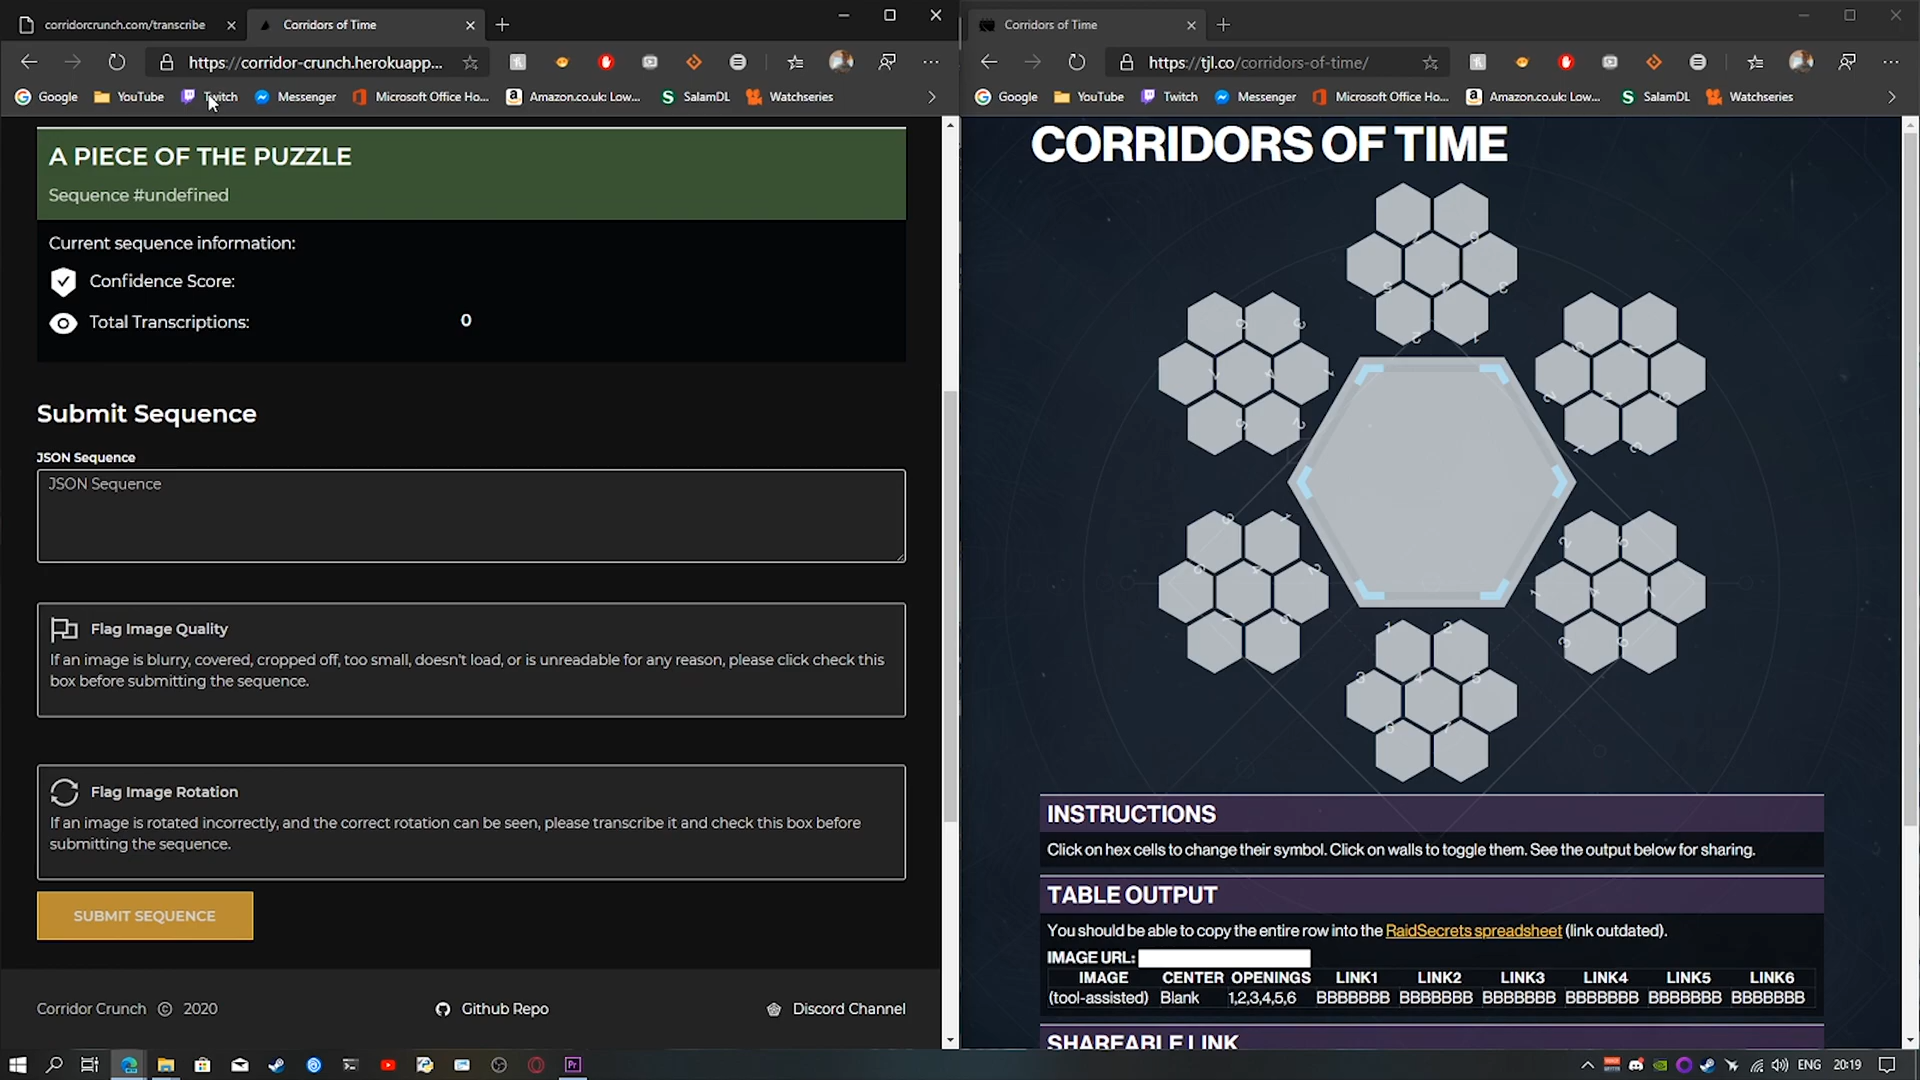 corridorcrunch.com/transcribe
Corridors of Time
https://corridor-crunch.herokuapp...
Google
YouTube
Twitch
Messenger
Microsoft Office Ho...
Amazon.co.uk: Low...
SalamDL
Watchseries
A PIECE OF THE PUZZLE
Sequence #undefined
Current sequence information:
Confidence Score:
Total Transcriptions: 0
Submit Sequence
JSON Sequence
JSON Sequence
Flag Image Quality
If an image is blurry, covered, cropped off, too small, doesn't load, or is unreadable for any reason, please click check this
box before submitting the sequence.
Flag Image Rotation
If an image is rotated incorrectly, and the correct rotation can be seen, please transcribe it and check this box before
submitting the sequence.
SUBMIT SEQUENCE
Corridor Crunch © 2020
Github Repo
Discord Channel
Corridors of Time
https://tjl.co/corridors-of-time/
Google
YouTube
Twitch
Messenger
Microsoft Office Ho...
Amazon.co.uk: Low...
SalamDL
Watchseries
CORRIDORS OF TIME
1 2
3 4 5
6 7
INSTRUCTIONS
Click on hex cells to change their symbol. Click on walls to toggle them. See the output below for sharing.
TABLE OUTPUT
You should be able to copy the entire row into the RaidSecrets spreadsheet (link outdated).
IMAGE URL:
IMAGE CENTER OPENINGS LINK1 LINK2 LINK3 LINK4 LINK5 LINK6
(tool-assisted) Blank 1,2,3,4,5,6 BBBBBBB BBBBBBB BBBBBBB BBBBBBB BBBBBBB BBBBBBB
SHAREABLE LINK
Pr
ENG
20:19